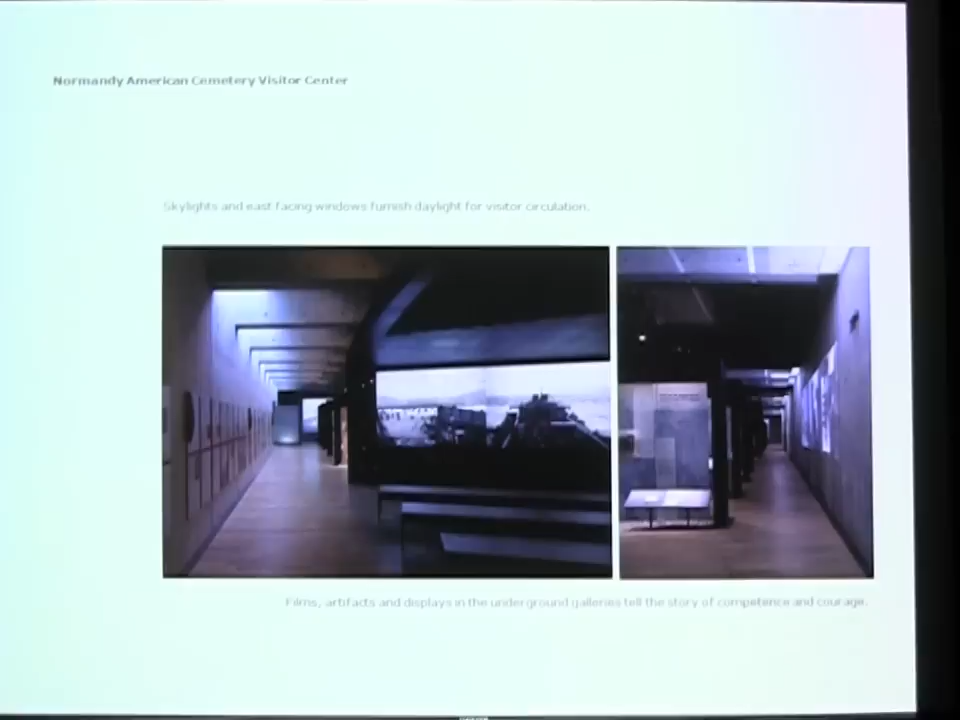 Normandy American Cemetery Visitor Center
Skylights and east facing windows furnish daylight for visitor circulation.
Films, artifacts and displays in the underground galleries tell the story of competence and courage.